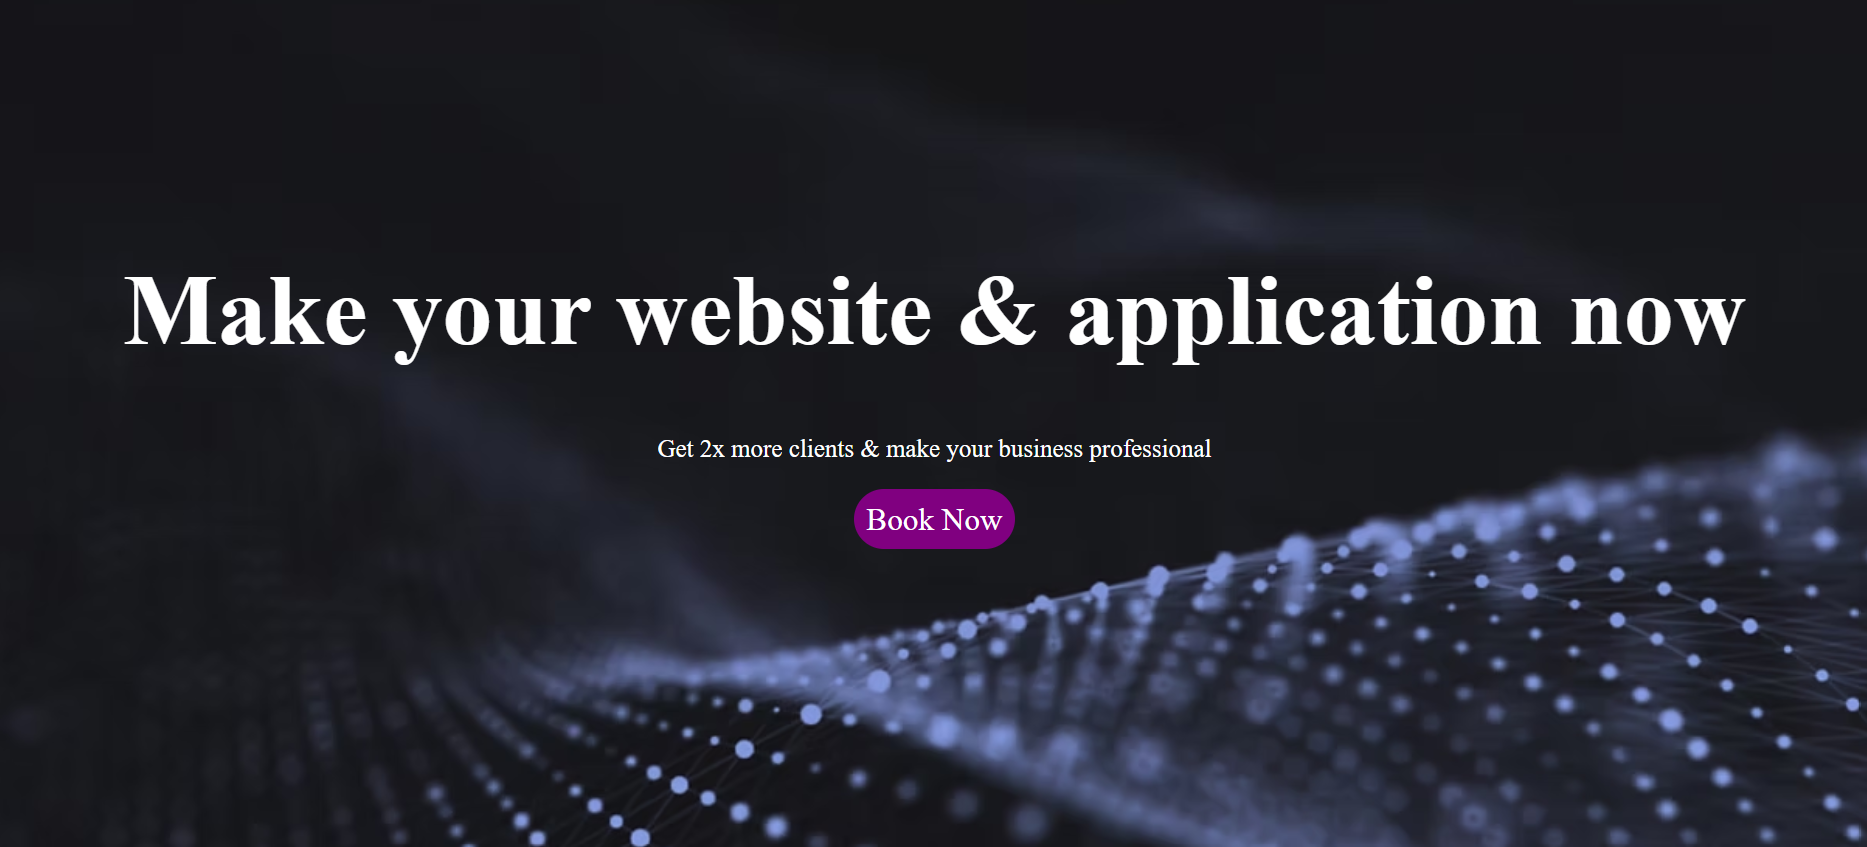 Make your website & application now
Get 2x more clients & make your business professional
Book Now